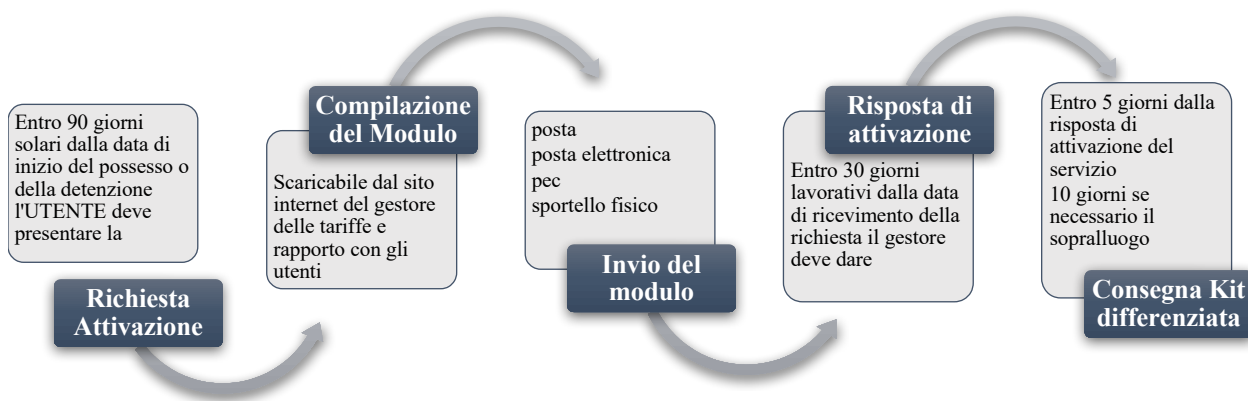 Entro 90 giorni
solari dalla data di
inizio del possesso o
della detenzione
l'UTENTE deve
presentare la
Richiesta
Attivazione
Compilazione
del Modulo
Scaricabile dal sito
internet del gestore
delle tariffe e
rapporto con gli
utenti
posta
posta elettronica
pec
sportello fisico
Invio del
modulo
Risposta di
attivazione
Entro 30 giorni
lavorativi dalla data
di ricevimento della
richiesta il gestore
deve dare
Entro 5 giorni dalla
risposta di
attivazione del
servizio
10 giorni se
necessario il
sopralluogo
Consegna Kit
differenziata